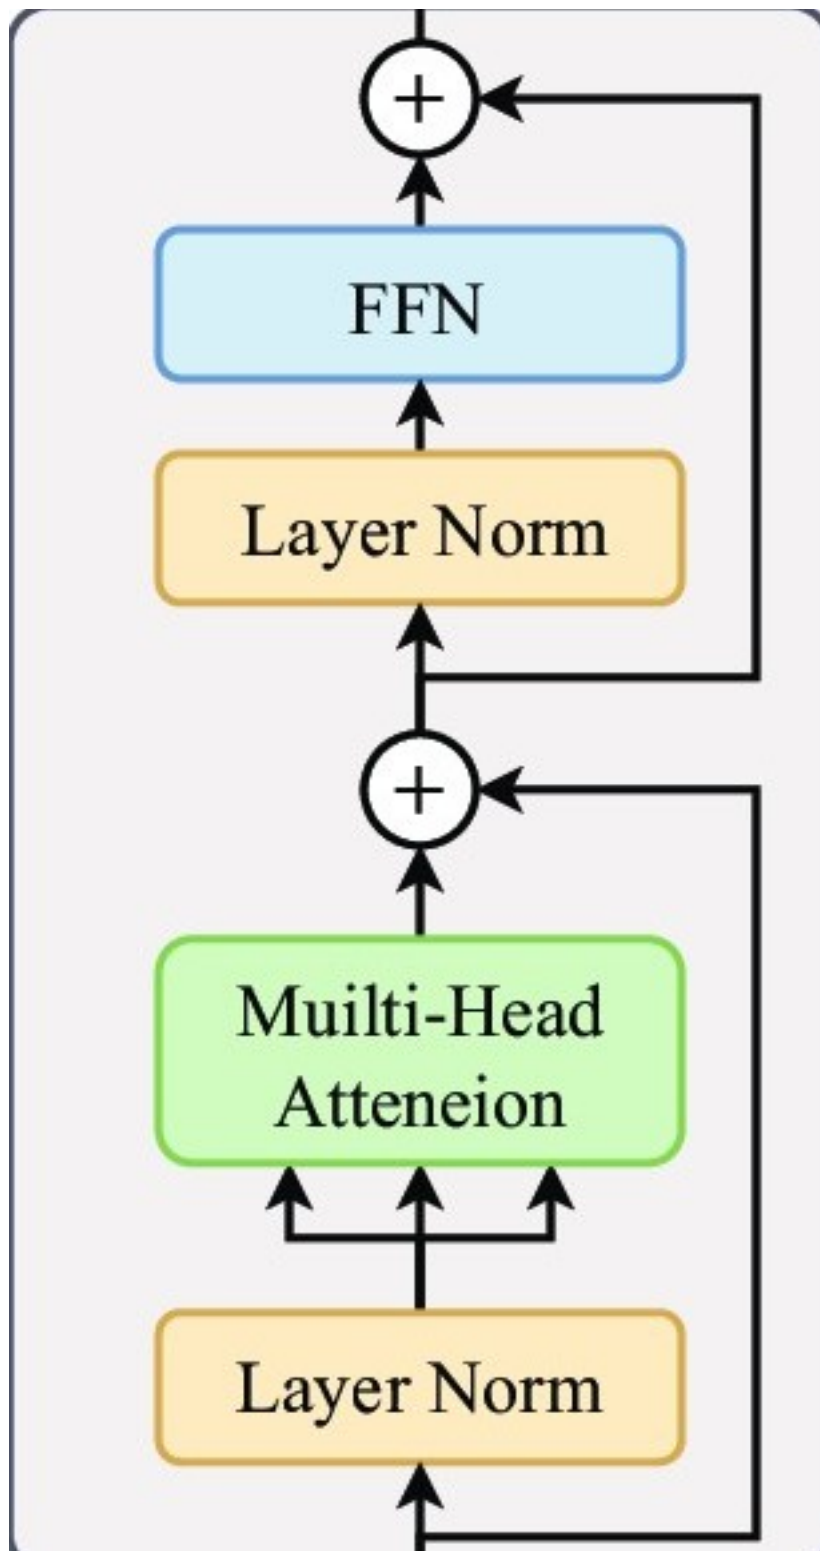 +
FFN
Layer Norm
+
Muilti-Head
Atteneion
Layer Norm